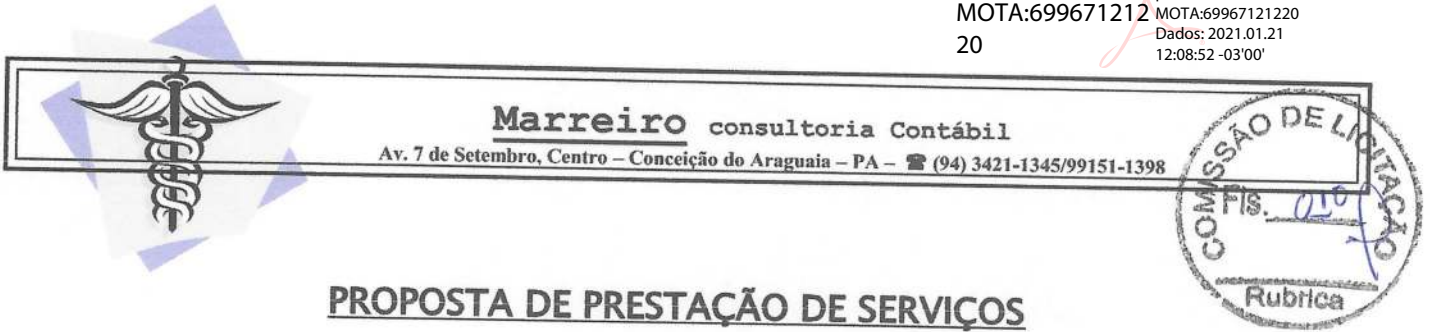 MOTA:699671212
20
MOTA:69967121220
Dados: 2021.01.21
12:08:52 -03'00'
Marreiro consultoria Contábil
Av. 7 de Setembro, Centro – Conceição do Araguaia – PA – ☎ (94) 3421-1345/99151-1398
COMISSÃO DE LICITAÇÃO
Fls. 010
Rubrica
PROPOSTA DE PRESTAÇÃO DE SERVIÇOS